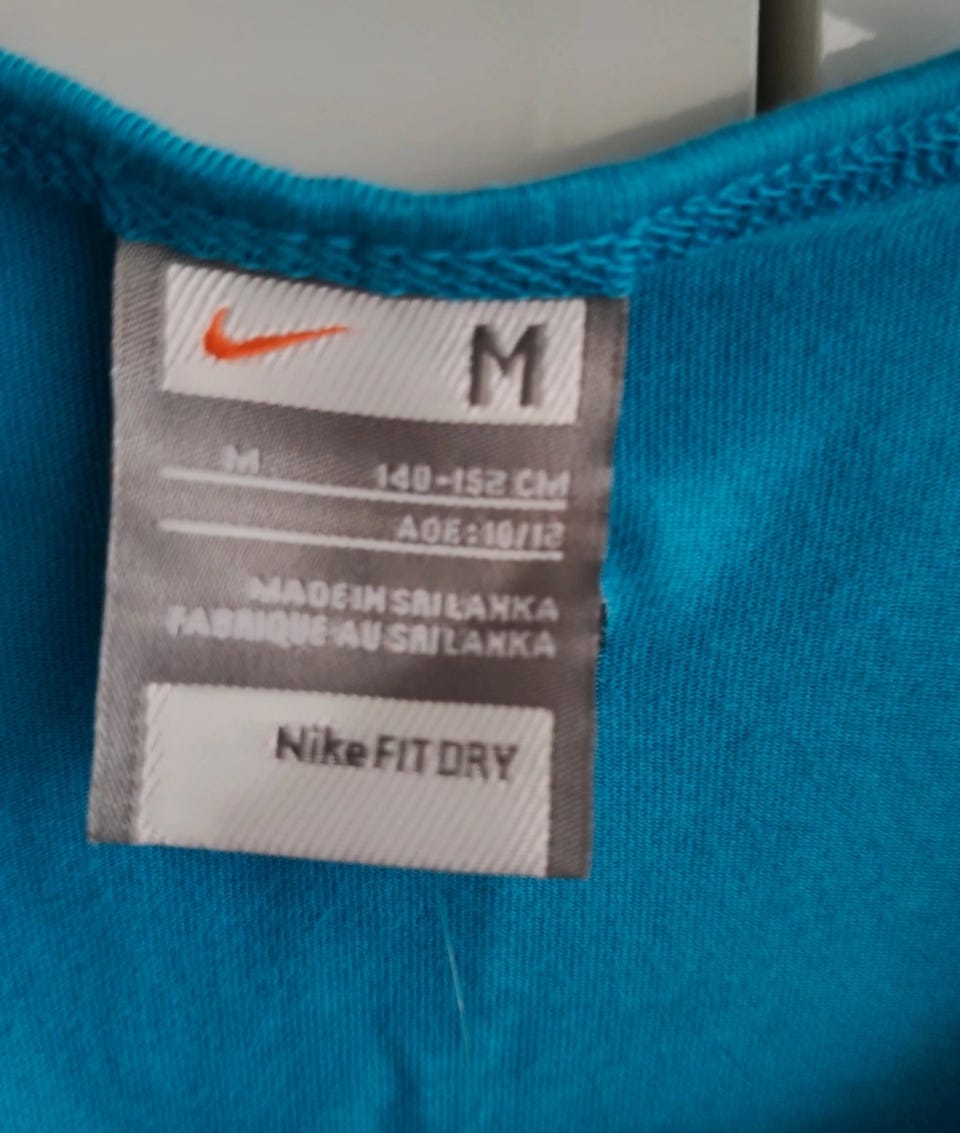 M
M 140-152 CM
AGE:10/12
MADE IN SRI LANKA
FABRIQUE AU SRI LANKA
Nike FIT DRY